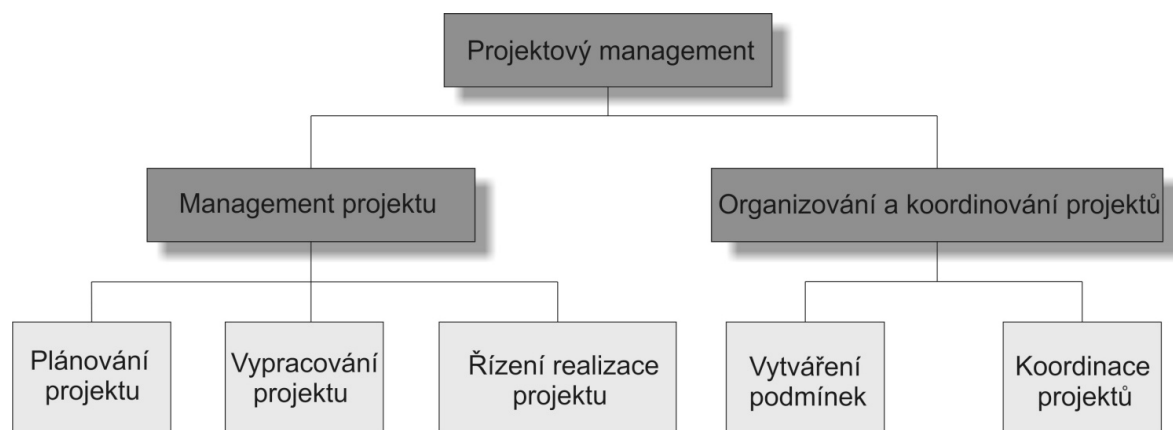 Projektový management
Management projektu
Organizování a koordinování projektů
Plánování
projektu
Vypracování
projektu
Řízení realizace
projektu
Vytváření
podmínek
Koordinace
projektů